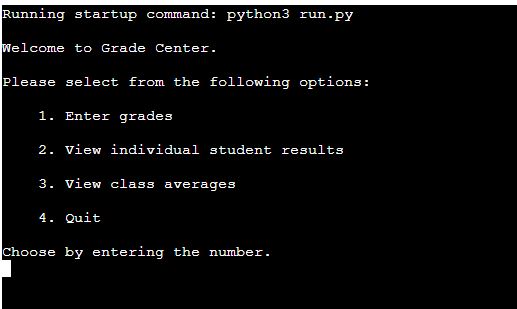 Running startup command: python3 run.py
Welcome to Grade Center.
Please select from the following options:
1. Enter grades
2. View individual student results
3. View class averages
4. Quit
Choose by entering the number.